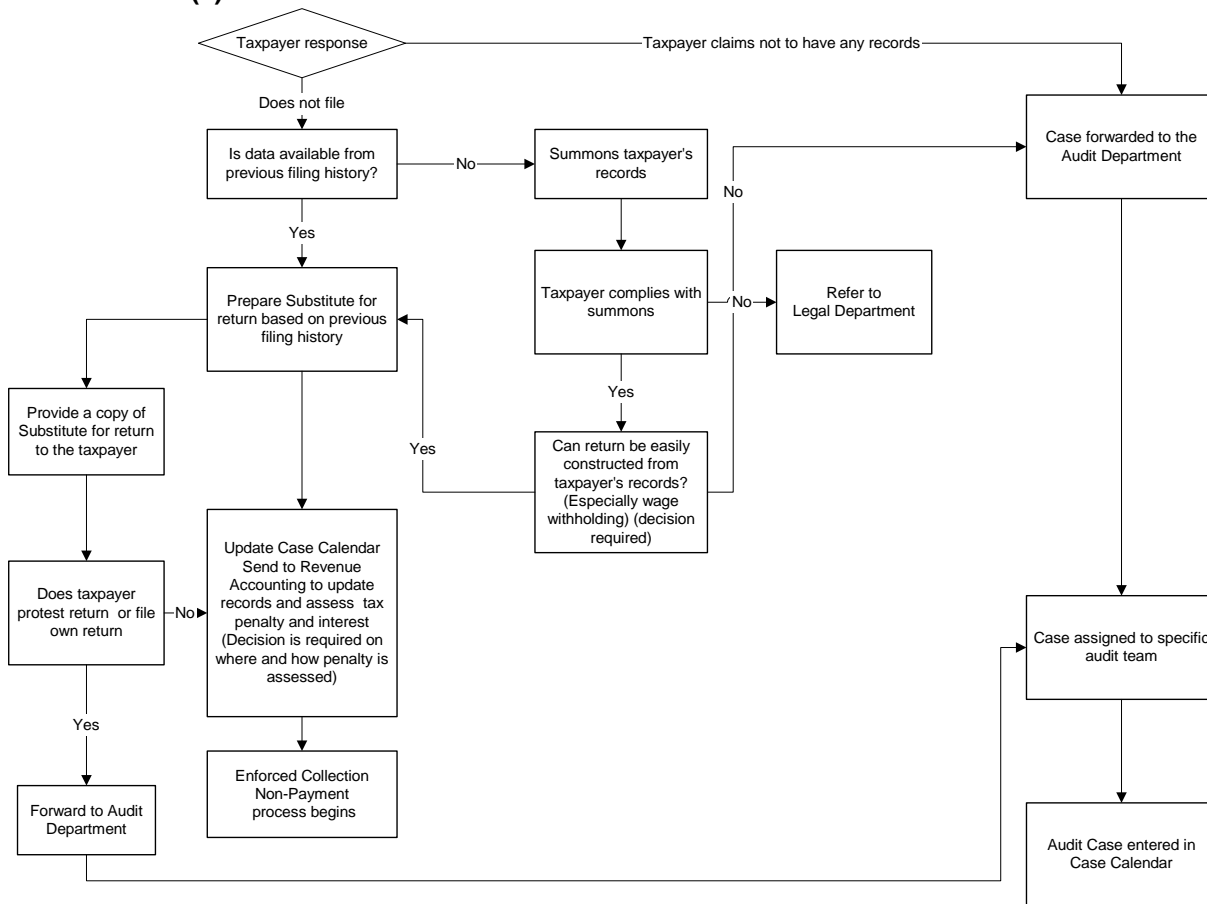 (s)
Taxpayer response
Taxpayer claims not to have any records
Does not file
Is data available from
previous filing history?
No
Summons taxpayer's
records
Case forwarded to the
Audit Department
No
Yes
Prepare Substitute for
return based on previous
filing history
Taxpayer complies with
summons
No
Refer to
Legal Department
Yes
Provide a copy of
Substitute for return
to the taxpayer
Yes
Can return be easily
constructed from
taxpayer's records?
(Especially wage
withholding) (decision
required)
Update Case Calendar
Send to Revenue
Accounting to update
records and assess tax
penalty and interest
(Decision is required on
where and how penalty is
assessed)
Does taxpayer
protest return or file
own return
No
Case assigned to specific
audit team
Yes
Enforced Collection
Non-Payment
process begins
Forward to Audit
Department
Audit Case entered in
Case Calendar